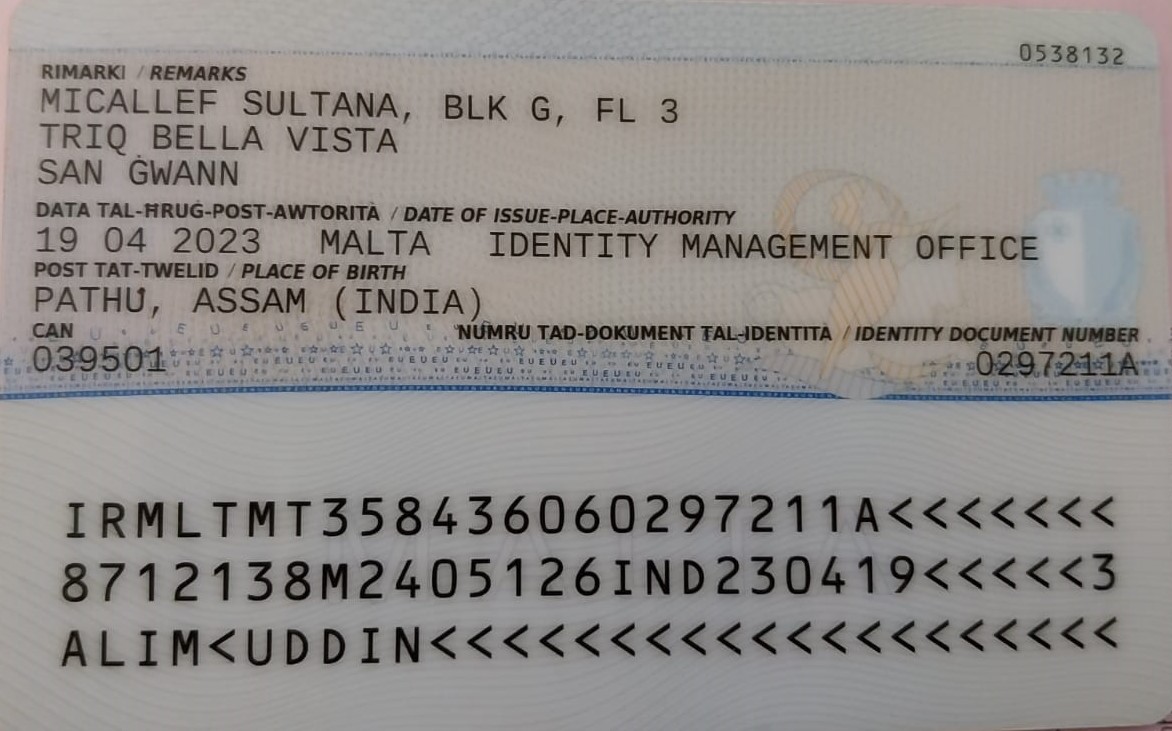 0538132
RIMARKI / REMARKS
MICALLEF SULTANA, BLK G, FL 3
TRIQ BELLA VISTA
SAN ĠWANN
DATA TAL-ĦRUĠ-POST-AWTORITÀ / DATE OF ISSUE-PLACE-AUTHORITY
19 04 2023 MALTA IDENTITY MANAGEMENT OFFICE
POST TAT-TWELID / PLACE OF BIRTH
PATHU, ASSAM (INDIA)
CAN NUMRU TAD-DOKUMENT TAL-IDENTITÀ / IDENTITY DOCUMENT NUMBER
039501 0297211A
IRMLTMT358436060297211A<<<<<<<
8712138M2405126IND230419<<<<<3
ALIM<UDDIN<<<<<<<<<<<<<<<<<<<<